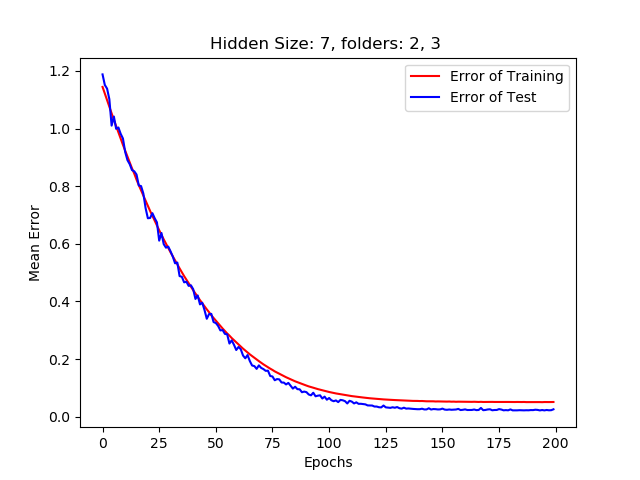 Hidden Size: 7, folders: 2, 3
Error of Training
Error of Test
Mean Error
1.2
1.0
0.8
0.6
0.4
0.2
0.0
0 25 50 75 100 125 150 175 200
Epochs